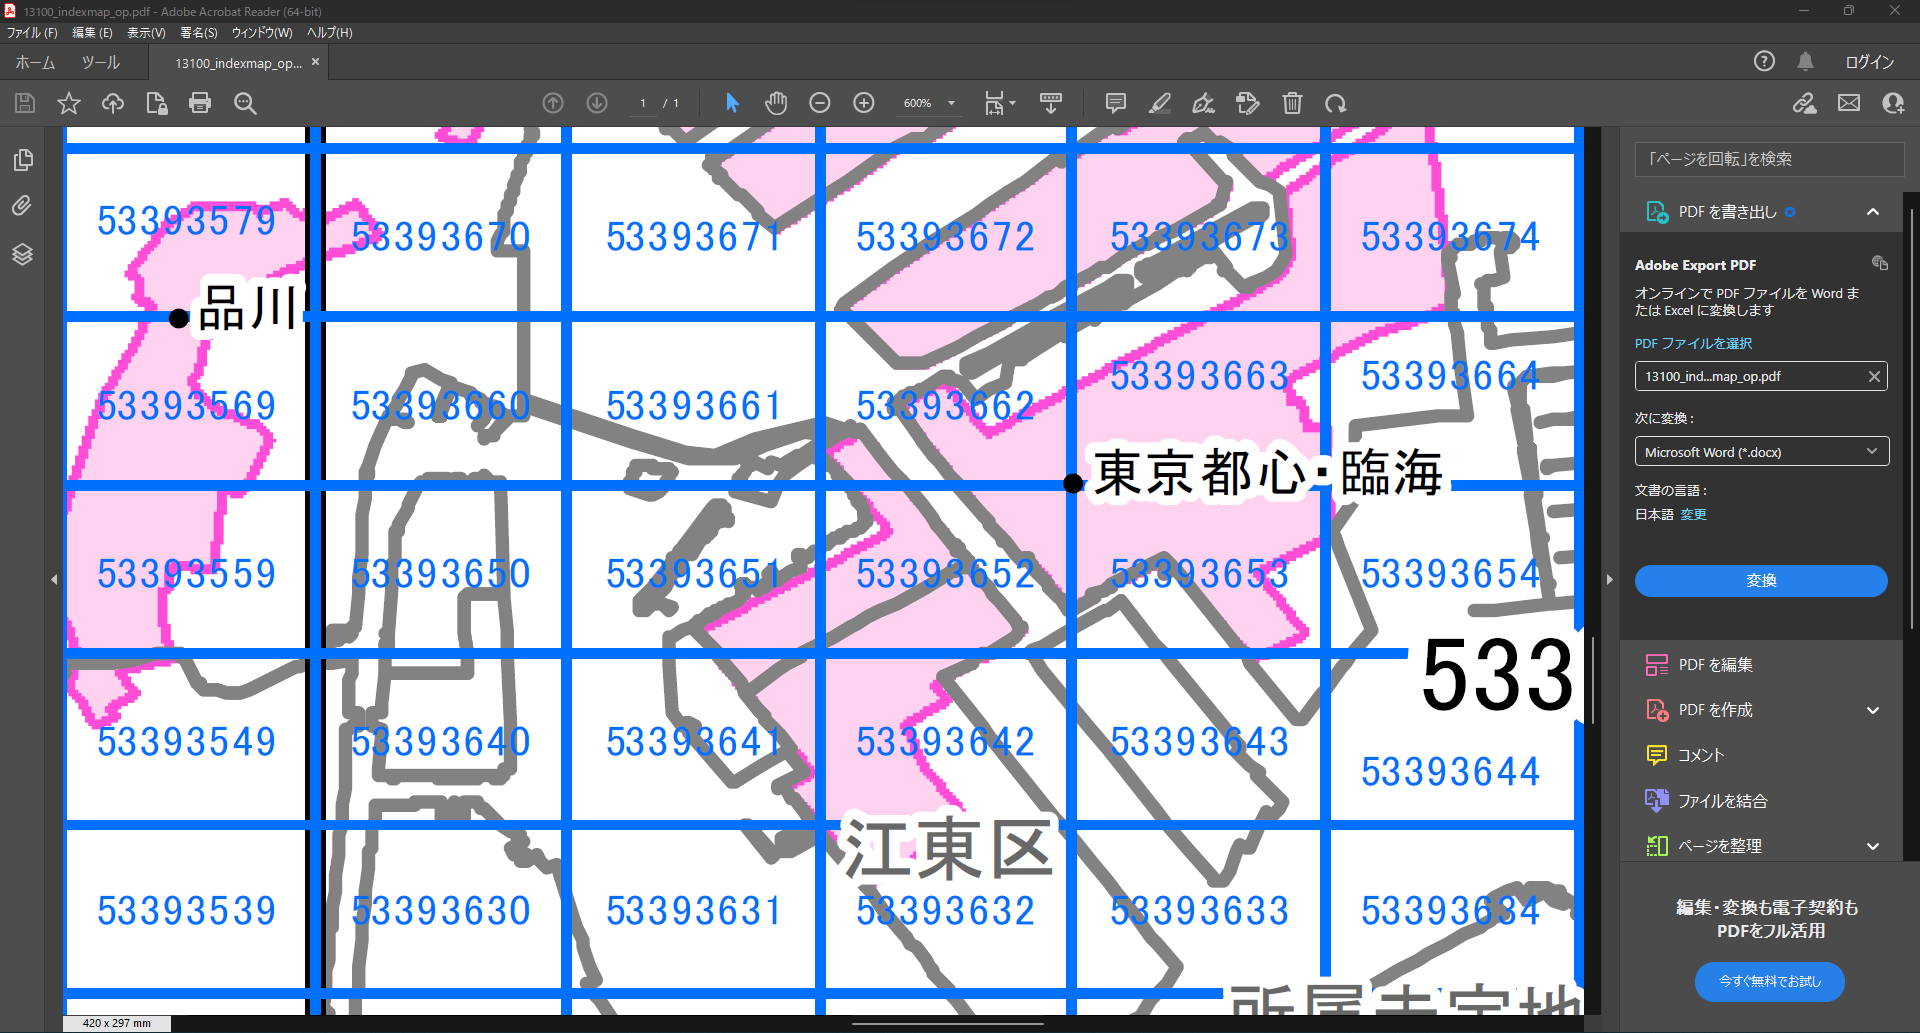 13100_indexmap_op.pdf - Adobe Acrobat Reader (64-bit)
ファイル (F) 編集 (E) 表示(V) 署名(S) ウィンドウ(W) ヘルプ(H)
ホーム ツール 13100_indexmap_op... × ログイン
1 / 1 600%
「ページを回転」を検索
53393579 53393670 53393671 53393672 53393673 53393674
品川
53393569 53393660 53393661 53393662 53393663 53393664
東京都心・臨海
53393559 53393650 53393651 53393652 53393653 53393654
533
53393549 53393640 53393641 53393642 53393643 53393644
江東区
53393539 53393630 53393631 53393632 53393633 53393634
所属未定地
420 x 297 mm
PDF を書き出し
Adobe Export PDF
オンラインで PDF ファイルを Word ま
たは Excel に変換します
PDF ファイルを選択
13100_ind...map_op.pdf
次に変換 :
Microsoft Word (*.docx)
文書の言語 :
日本語 変更
変換
PDF を編集
PDF を作成
コメント
ファイルを結合
ページを整理
編集・変換も電子契約も
PDFをフル活用
今すぐ無料でお試し